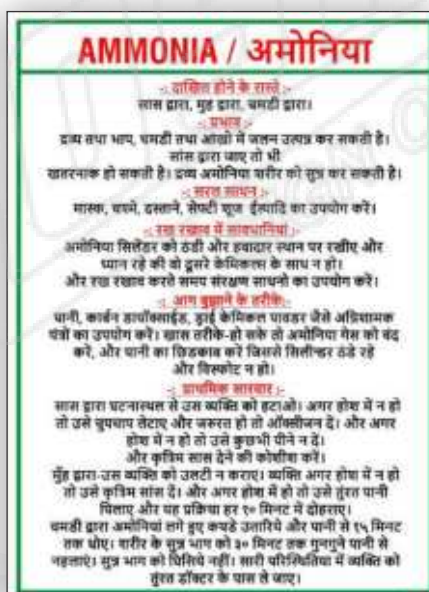 AMMONIA / अमोनिया
-: दाखिल होने के रास्ते :-
सास द्वारा, मुह द्वारा, चमडी द्वारा।
-: प्रभाव :-
द्रव्य तथा भाप, चमडी तथा आंखो में जलन उत्पन्न कर सकती है।
सांस द्वारा जाए तो भी
खतरनाक हो सकती है। द्रव्य अमोनिया शरीर को सुन्न कर सकती है।
-: सरल साधन :-
मास्क, चश्मे, दस्ताने, सेफ्टी शूज ईत्यादि का उपयोग करें।
-: रख रखाव में सावधानियां :-
अमोनिया सिलेंडर को ठंडी और हवादार स्थान पर रखीए और
ध्यान रहे की वो दूसरे केमिकल्स के साथ न हो।
और रख रखाव करते समय संरक्षण साधनो का उपयोग करें।
-: आग बुझाने के तरीके:-
पानी, कार्बन डायॉक्साईड, ड्राई केमिकल पावडर जैसे अग्निशामक
यंत्रों का उपयोग करें। खास तरीके-हो सके तो अमोनिया गेस को बंद
करे, और पानी का छिडकाव करें जिससे सिलीन्डर ठंडे रहे
और विस्फोट न हो।
-: प्राथमिक सारवार :-
सास द्वारा घटनास्थल से उस व्यक्ति को हटाओ। अगर होश में न हो
तो उसे चुपचाप लेटाए और जरुरत हो तो ऑक्सीजन दें। और अगर
होश में न हो तो उसे कुछभी पीने न दें।
और कृत्रिम सास देने की कोशीश करें।
मुँह द्वारा-उस व्यक्ति को उलटी न कराए। व्यक्ति अगर होश में न हो
तो उसे कृत्रिम सांस दें। और अगर होश में हो तो उसे तुंरत पानी
पिलाए और यह प्रक्रिया हर १० मिनट में दोहराए।
चमडी द्वारा अमोनियां लगे हुए कपडे उतारिये और पानी से १५ मिनट
तक धोए। शरीर के सुन्न भाग को ३० मिनट तक गुनगुने पानी से
नहलाए। सुन्न भाग को घिसिये नहीं। सारी परिस्थितिया में व्यक्ति को
तुंरत डॉक्टर के पास ले जाए।